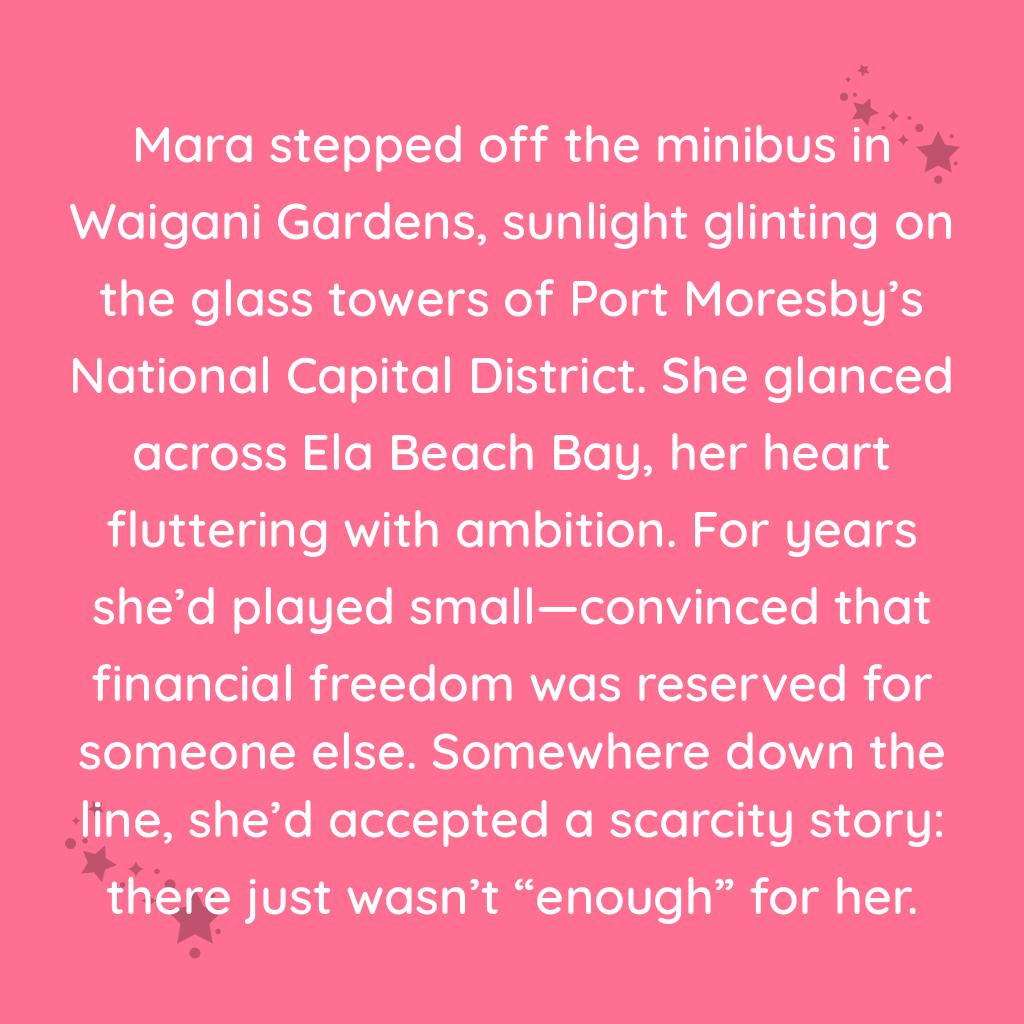 Mara stepped off the minibus in
Waigani Gardens, sunlight glinting on
the glass towers of Port Moresby’s
National Capital District. She glanced
across Ela Beach Bay, her heart
fluttering with ambition. For years
she’d played small—convinced that
financial freedom was reserved for
someone else. Somewhere down the
line, she’d accepted a scarcity story:
there just wasn’t “enough” for her.